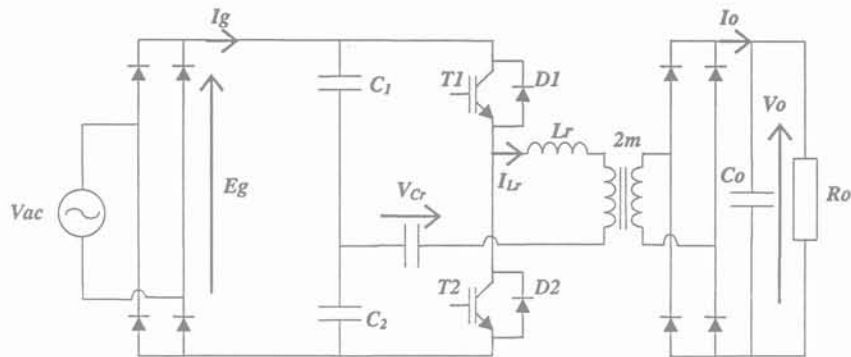 Ig
Io
C1
T1
D1
Lr
2m
Vo
ILr
Co
Eg
VCr
Ro
Vac
T2
D2
C2